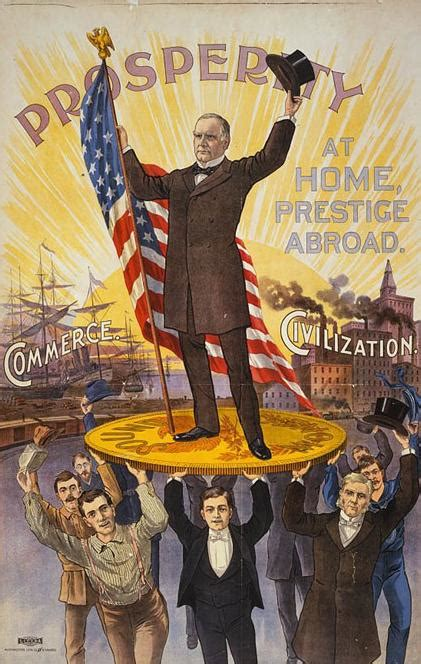 PROSPERITY
AT
HOME,
PRESTIGE
ABROAD.
COMMERCE.
CIVILIZATION.